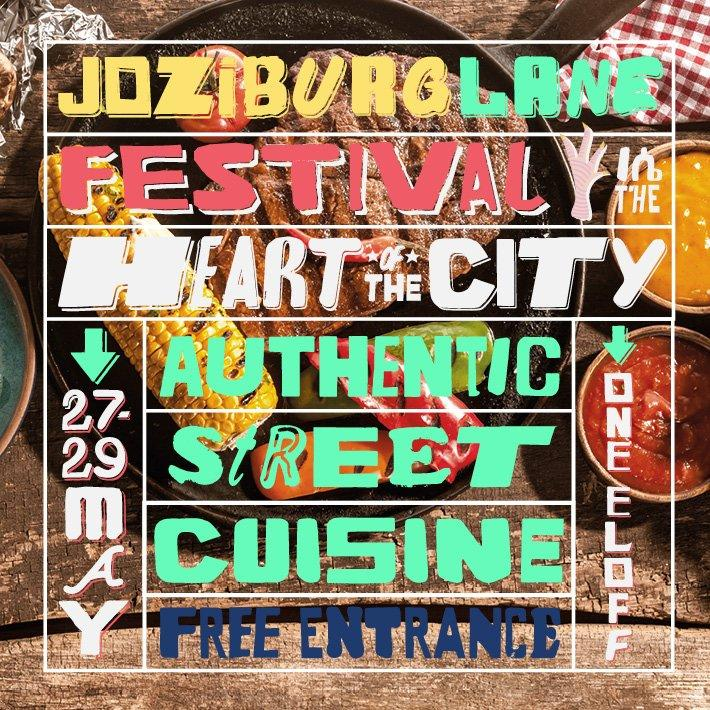 JOZiBURG LANE
FESTIVAL IN THE
HEART of THE CITY
27-29 MAY
AUTHENTIC
StREET
CUISINE
FREE ENTRANCE
ONE ELOFF